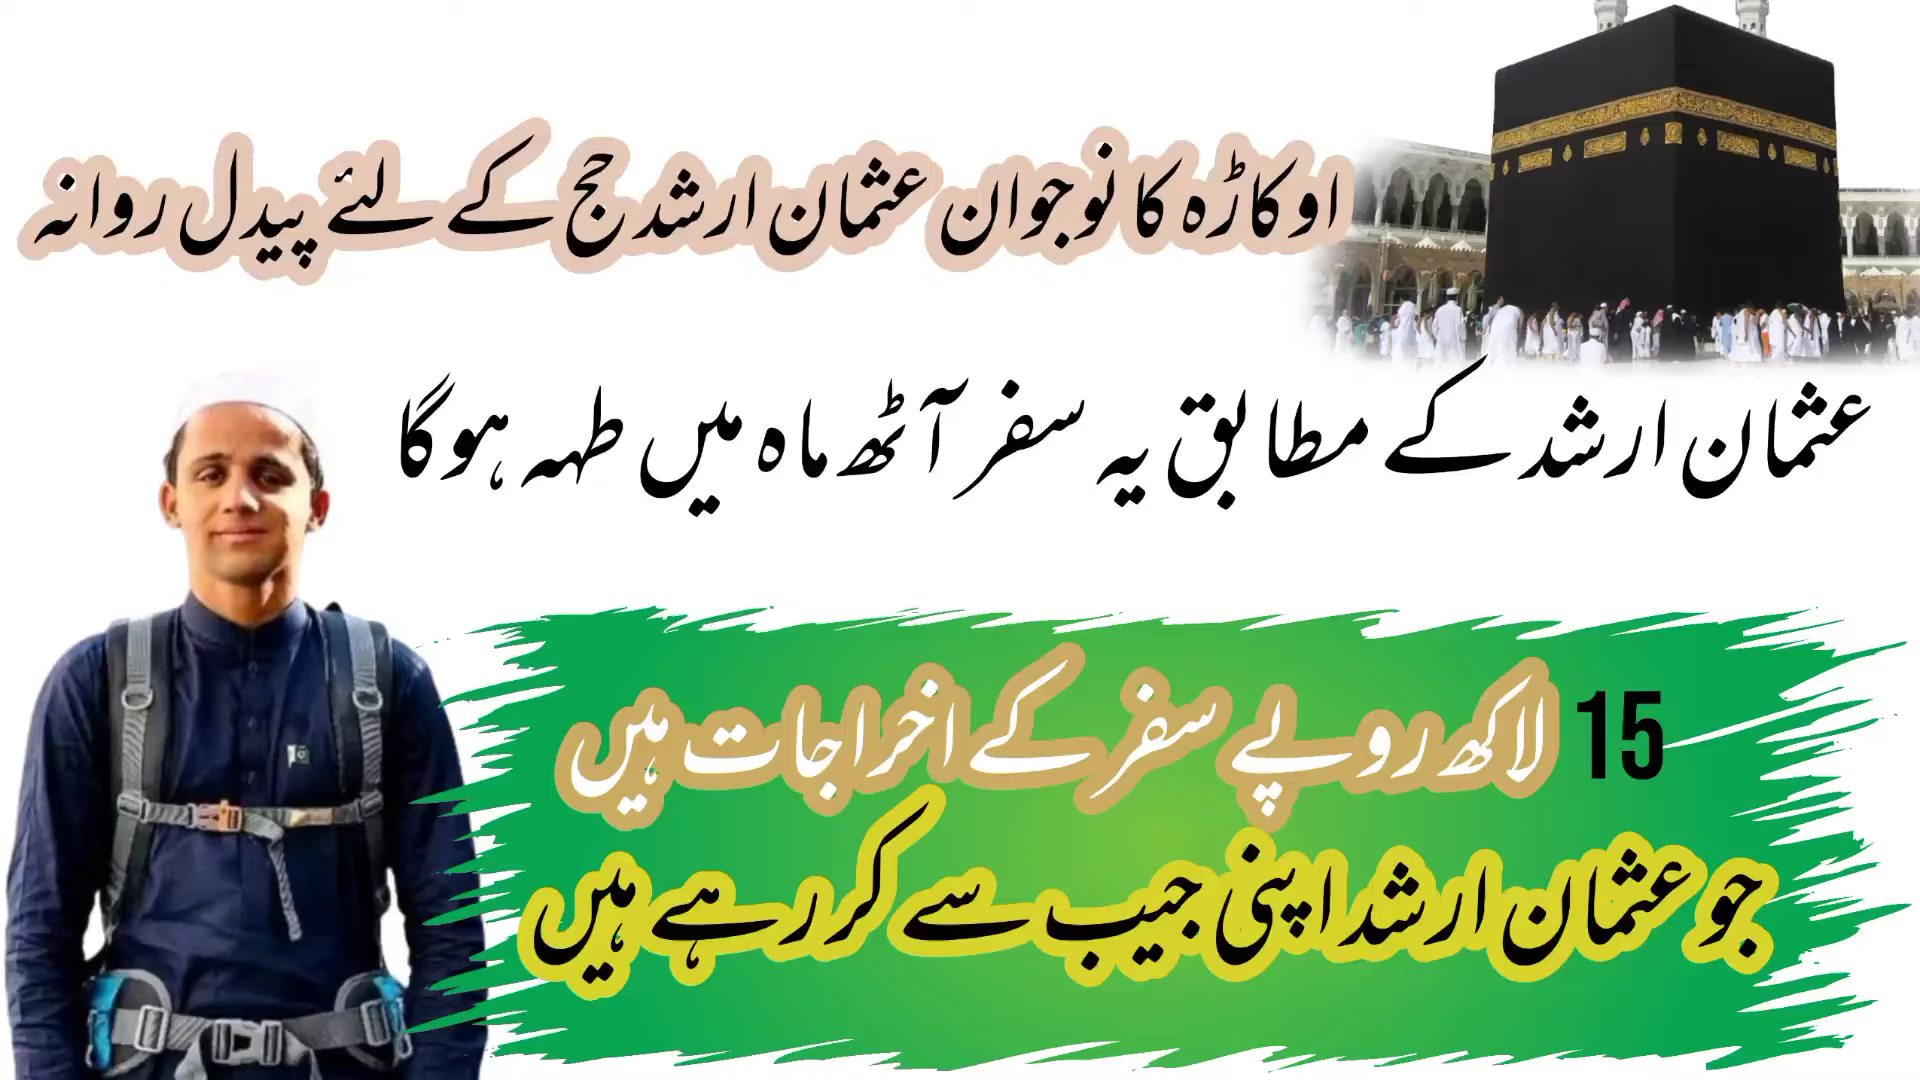 اوکاڑہ کا نوجوان عثمان ارشد حج کے لئے پیدل روانہ
عثمان ارشد کے مطابق یہ سفر آٹھ ماہ میں طہہ ہوگا
15 لاکھ روپے سفر کے اخراجات ہیں
جو عثمان ارشد اپنی جیب سے کر رہے ہیں